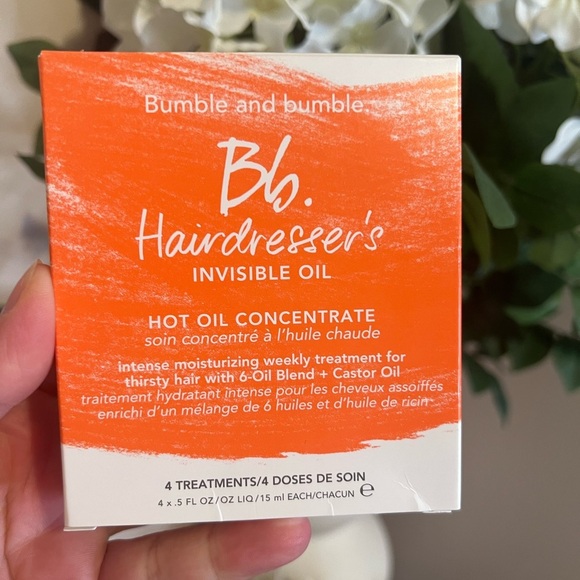 Bumble and bumble.
Bb.
Hairdresser's
INVISIBLE OIL
HOT OIL CONCENTRATE
soin concentré à l'huile chaude
intense moisturizing weekly treatment for
thirsty hair with 6-Oil Blend + Castor Oil
traitement hydratant intense pour les cheveux assoiffés
enrichi d'un mélange de 6 huiles et d'huile de ricin
4 TREATMENTS/4 DOSES DE SOIN
4 x .5 FL OZ/OZ LIQ/15 ml EACH/CHACUN ℮